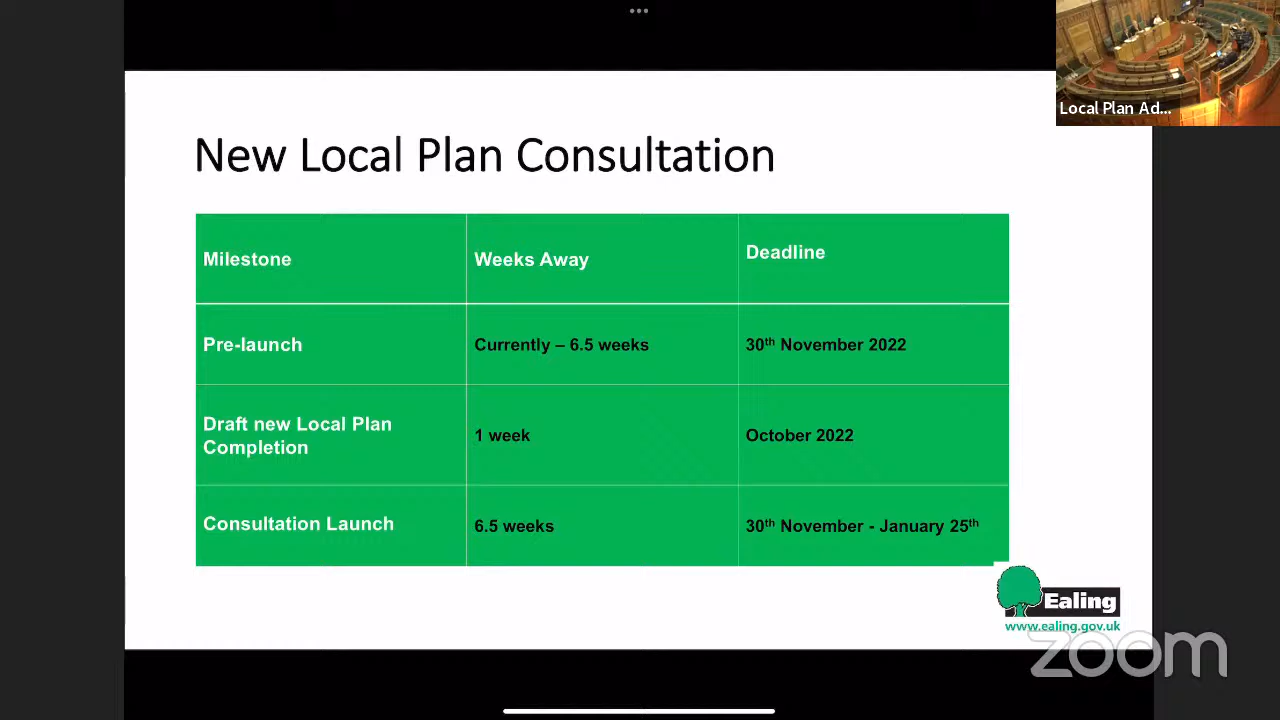 Local Plan Ad...
New Local Plan Consultation
Milestone
Weeks Away
Deadline
Pre-launch
Currently – 6.5 weeks
30th November 2022
Draft new Local Plan
Completion
1 week
October 2022
Consultation Launch
6.5 weeks
30th November - January 25th
Ealing
www.ealing.gov.uk
zoom